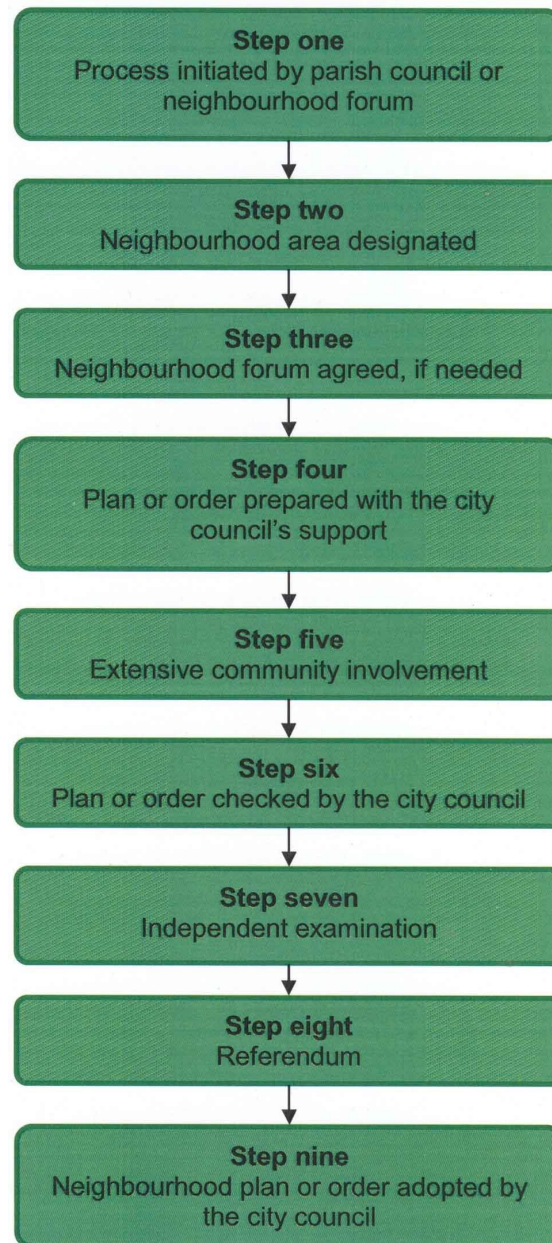 Step one
Process initiated by parish council or
neighbourhood forum
Step two
Neighbourhood area designated
Step three
Neighbourhood forum agreed, if needed
Step four
Plan or order prepared with the city
council's support
Step five
Extensive community involvement
Step six
Plan or order checked by the city council
Step seven
Independent examination
Step eight
Referendum
Step nine
Neighbourhood plan or order adopted by
the city council